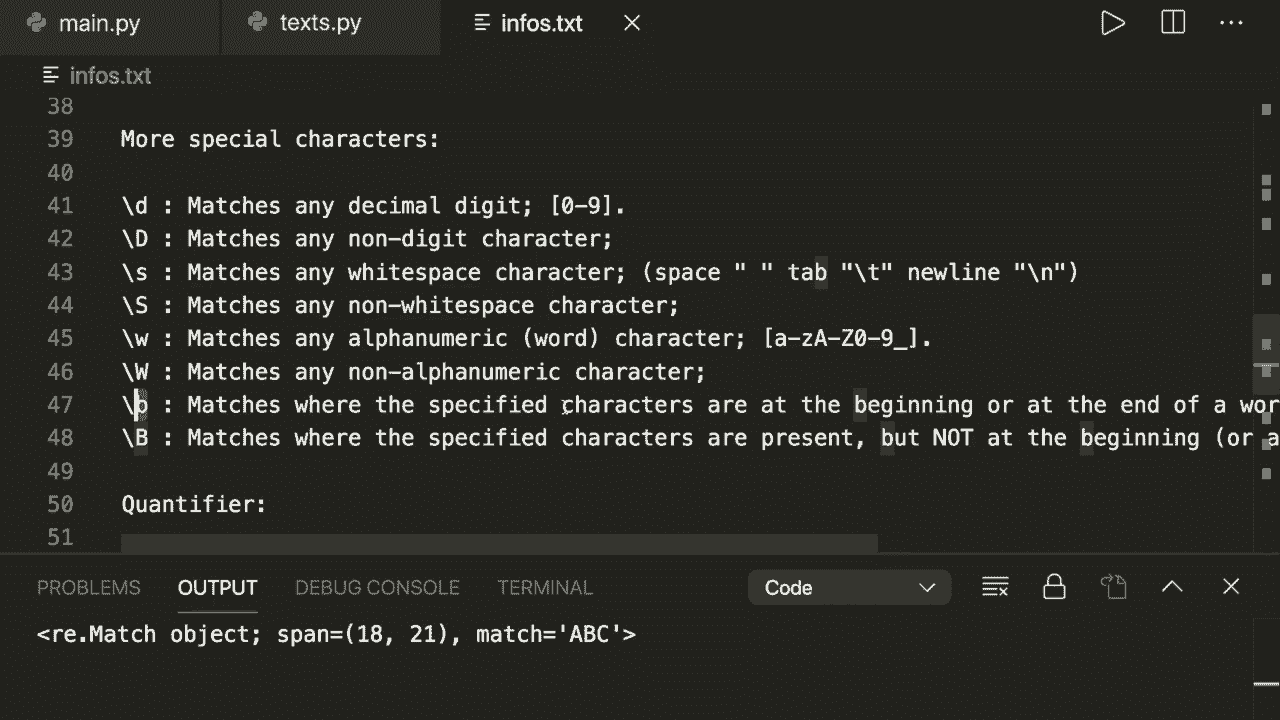 main.py texts.py infos.txt
infos.txt
38
39 More special characters:
40
41 \d : Matches any decimal digit; [0-9].
42 \D : Matches any non-digit character;
43 \s : Matches any whitespace character; (space " " tab "\t" newline "\n")
44 \S : Matches any non-whitespace character;
45 \w : Matches any alphanumeric (word) character; [a-zA-Z0-9_].
46 \W : Matches any non-alphanumeric character;
47 \b : Matches where the specified characters are at the beginning or at the end of a wor
48 \B : Matches where the specified characters are present, but NOT at the beginning (or a
49
50 Quantifier:
51
PROBLEMS OUTPUT DEBUG CONSOLE TERMINAL Code
<re.Match object; span=(18, 21), match='ABC'>